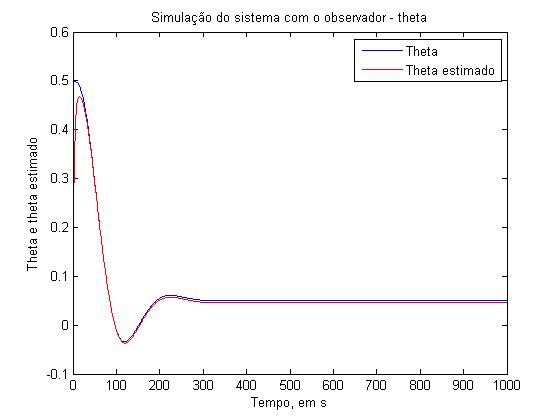 Simulação do sistema com o observador - theta
Theta
Theta estimado
Theta e theta estimado
0.6
0.5
0.4
0.3
0.2
0.1
0
-0.1
0 100 200 300 400 500 600 700 800 900 1000
Tempo, em s